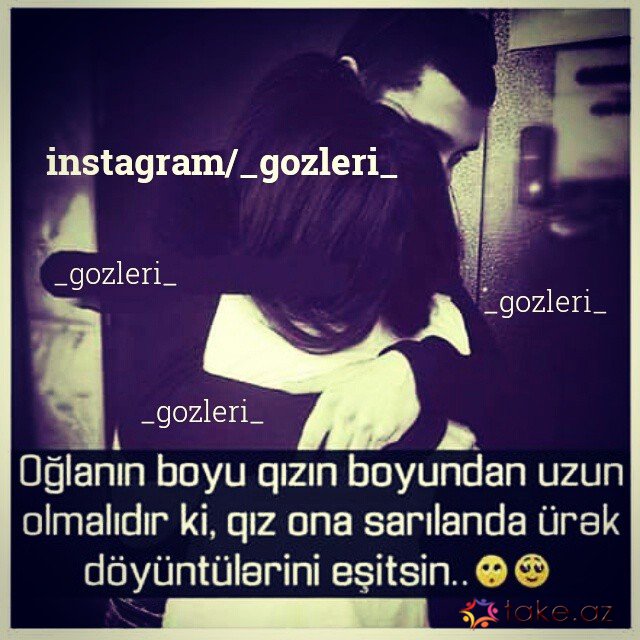 instagram/_gozleri_
_gozleri_
_gozleri_
_gozleri_
Oğlanın boyu qızın boyundan uzun
olmalıdır ki, qız ona sarılanda ürək
döyüntülərini eşitsin..
take.az